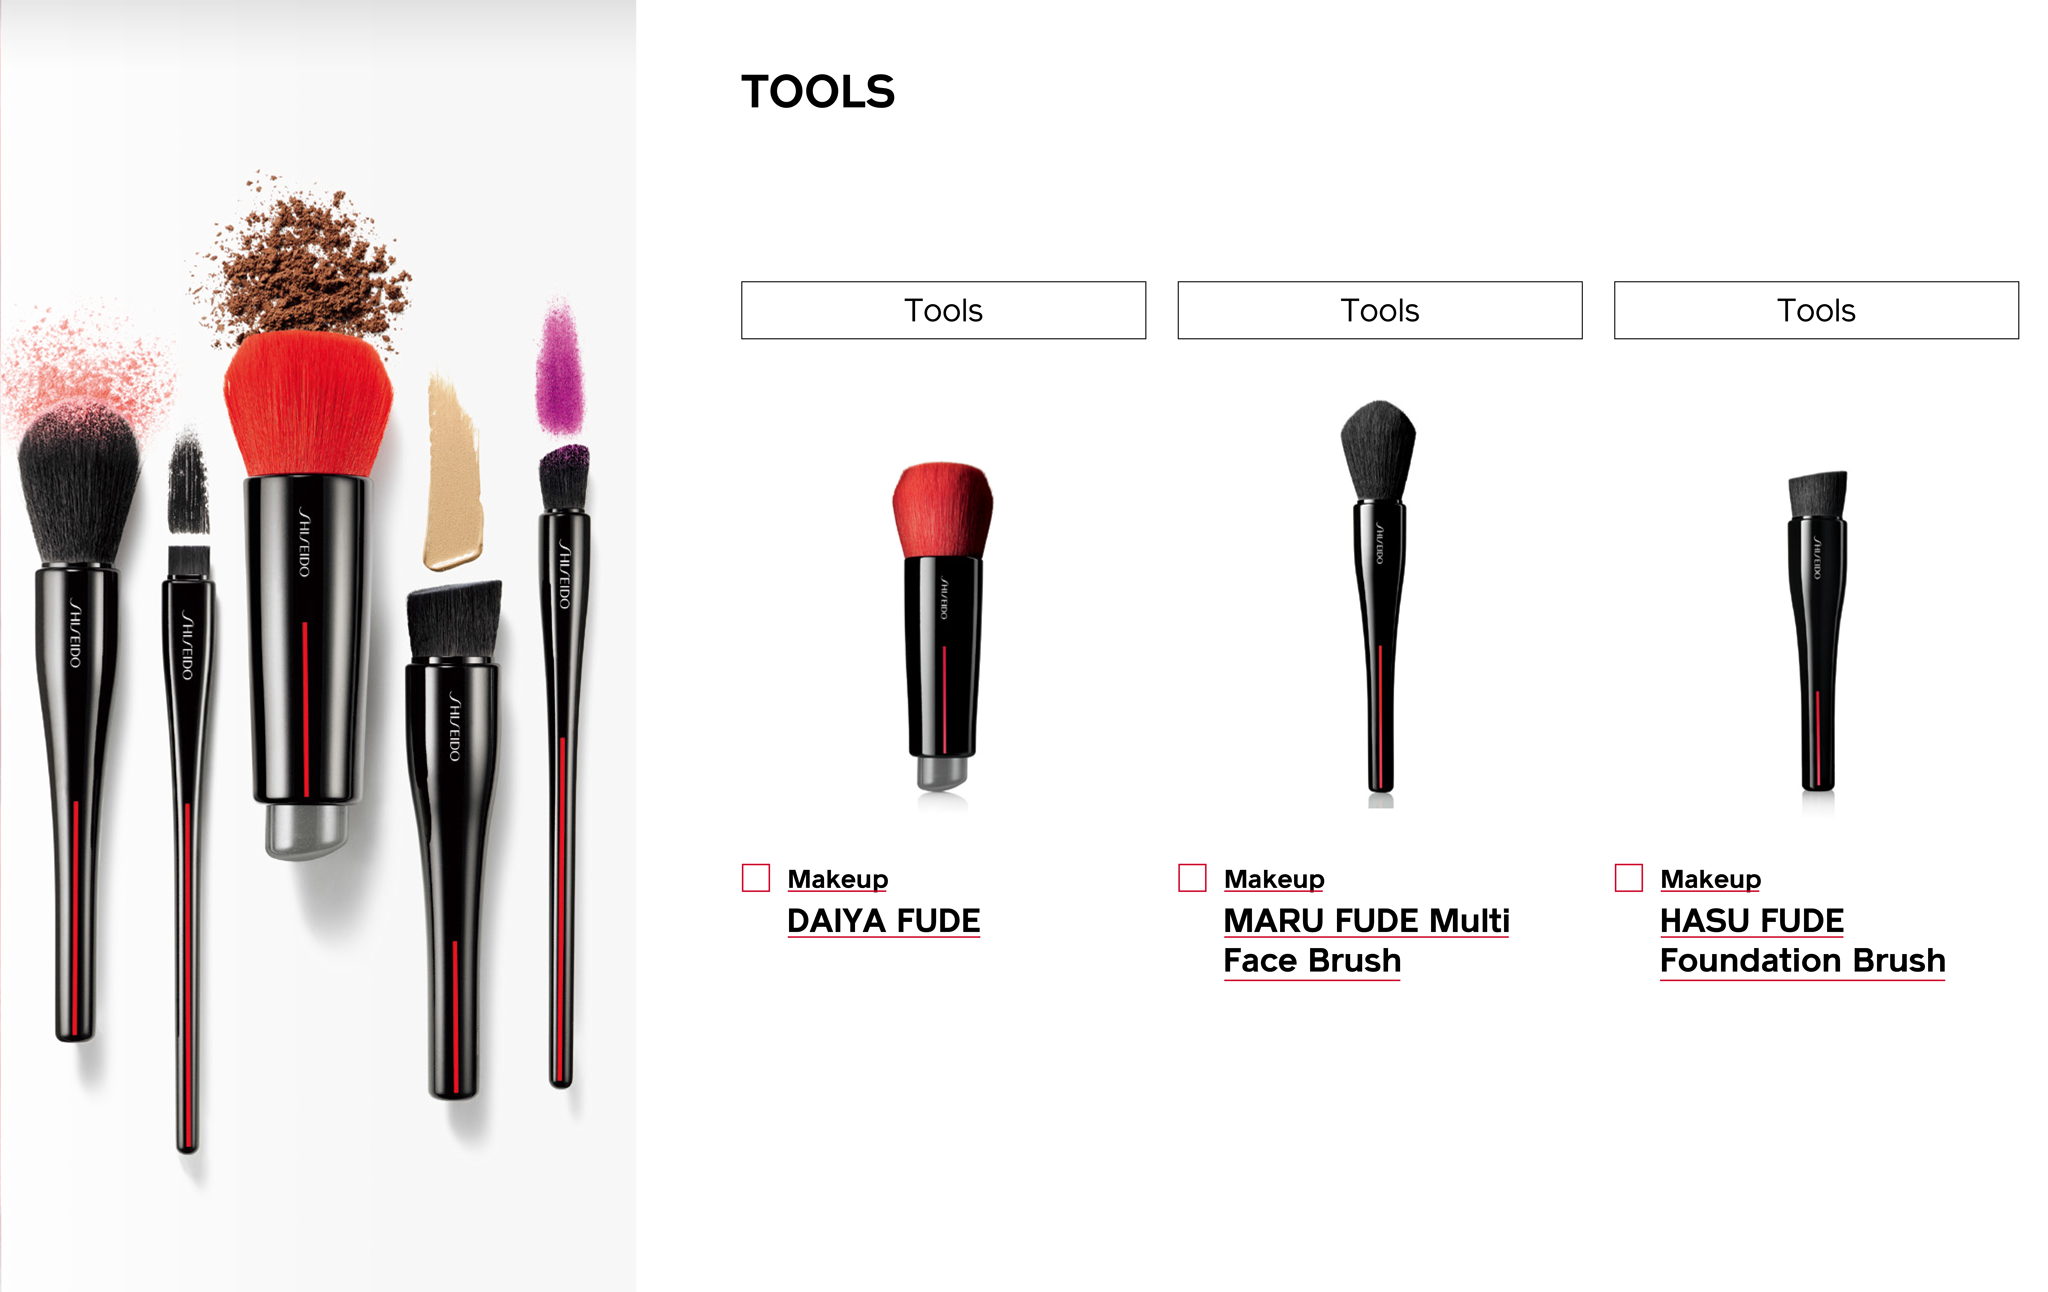 TOOLS
Tools
Tools
Tools
SHISEIDO
SHISEIDO
SHISEIDO
SHISEIDO
SHISEIDO
SHISEIDO
SHISEIDO
SHISEIDO
Makeup
DAIYA FUDE
Makeup
MARU FUDE Multi
Face Brush
Makeup
HASU FUDE
Foundation Brush